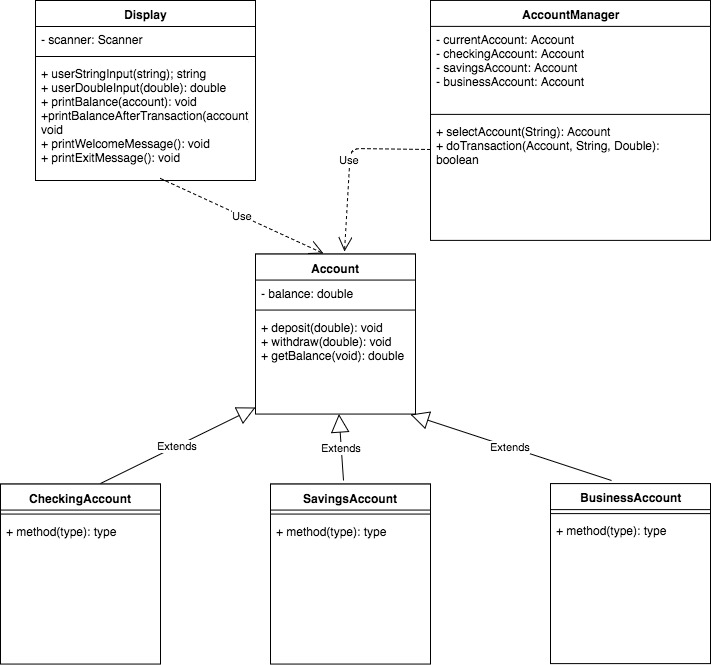 Display
- scanner: Scanner
+ userStringInput(string); string
+ userDoubleInput(double): double
+ printBalance(account): void
+printBalanceAfterTransaction(account
void
+ printWelcomeMessage(): void
+ printExitMessage(): void
AccountManager
- currentAccount: Account
- checkingAccount: Account
- savingsAccount: Account
- businessAccount: Account
+ selectAccount(String): Account
+ doTransaction(Account, String, Double):
boolean
Use
Use
Account
- balance: double
+ deposit(double): void
+ withdraw(double): void
+ getBalance(void): double
Extends
Extends
Extends
CheckingAccount
+ method(type): type
SavingsAccount
+ method(type): type
BusinessAccount
+ method(type): type